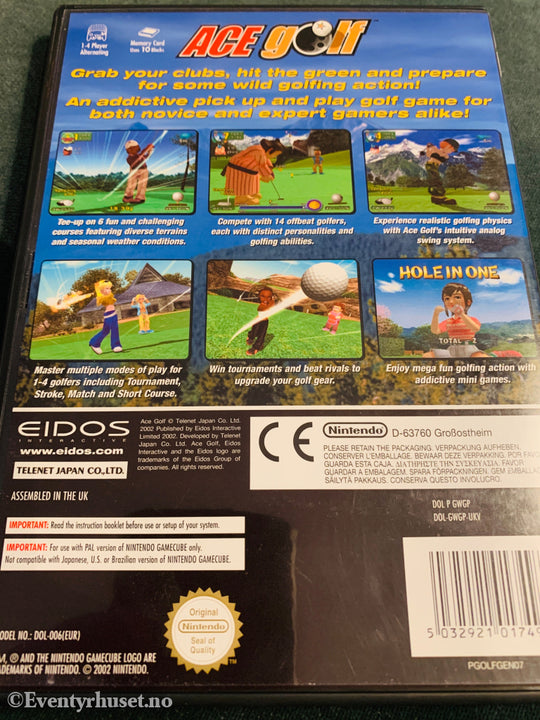 1-4 Player
Alternating
Memory Card
Uses 10 Blocks
ACE golf
Grab your clubs, hit the green and prepare
for some wild golfing action!
An addictive pick up and play golf game for
both novice and expert gamers alike!
Tee-up on 6 fun and challenging
courses featuring diverse terrains
and seasonal weather conditions.
Compete with 14 offbeat golfers,
each with distinct personalities and
golfing abilities.
Experience realistic golfing physics
with Ace Golf's intuitive analog
swing system.
HOLE IN ONE
TOTAL -2
Master multiple modes of play for
1-4 golfers including Tournament,
Stroke, Match and Short Course.
Win tournaments and beat rivals to
upgrade your golf gear.
Enjoy mega fun golfing action with
addictive mini games.
EIDOS
INTERACTIVE
www.eidos.com
TELENET JAPAN CO.,LTD.
Ace Golf © Telenet Japan Co. Ltd.
2002 Published by Eidos Interactive
Limited 2002. Developed by Telenet
Japan Co. Ltd. Ace Golf, Eidos
Interactive and the Eidos logo are
trademarks of the Eidos Group of
companies. All rights reserved.
CE
Nintendo D-63760 Großostheim
PLEASE RETAIN THE PACKAGING. VERPACKUNG AUFHEBEN.
CONSERVER L'EMBALLAGE. BEWAAR DEZE VERPAKKING. POR FAV
GUARDA ESTA CAJA. ΔΙΑΤΗΡΗΣΤΕ ΤΗΝ ΣΥΣΚΕΥΑΣΙΑ. FAVOR
GUARDAR A EMBALAGEM. SPARA FÖRPACKNINGEN. GEM EMBALLA
SÄILYTÄ PAKKAUS. CONSERVA QUESTO INVOLUCRO.
ASSEMBLED IN THE UK
DOL P GWGP
DOL-GWGP-UKV
IMPORTANT: Read the instruction booklet before use or setup of your system.
IMPORTANT: For use with PAL version of NINTENDO GAMECUBE only.
Not compatible with Japanese, U.S. or Brazilian version of NINTENDO GAMECUBE.
Original
Nintendo
Seal of
Quality
ODEL NO.: DOL-006(EUR)
M, ® AND THE NINTENDO GAMECUBE LOGO ARE
ADEMARKS OF NINTENDO. © 2002 NINTENDO.
5 032921 01749
PGOLFGEN07
©Eventyrhuset.no